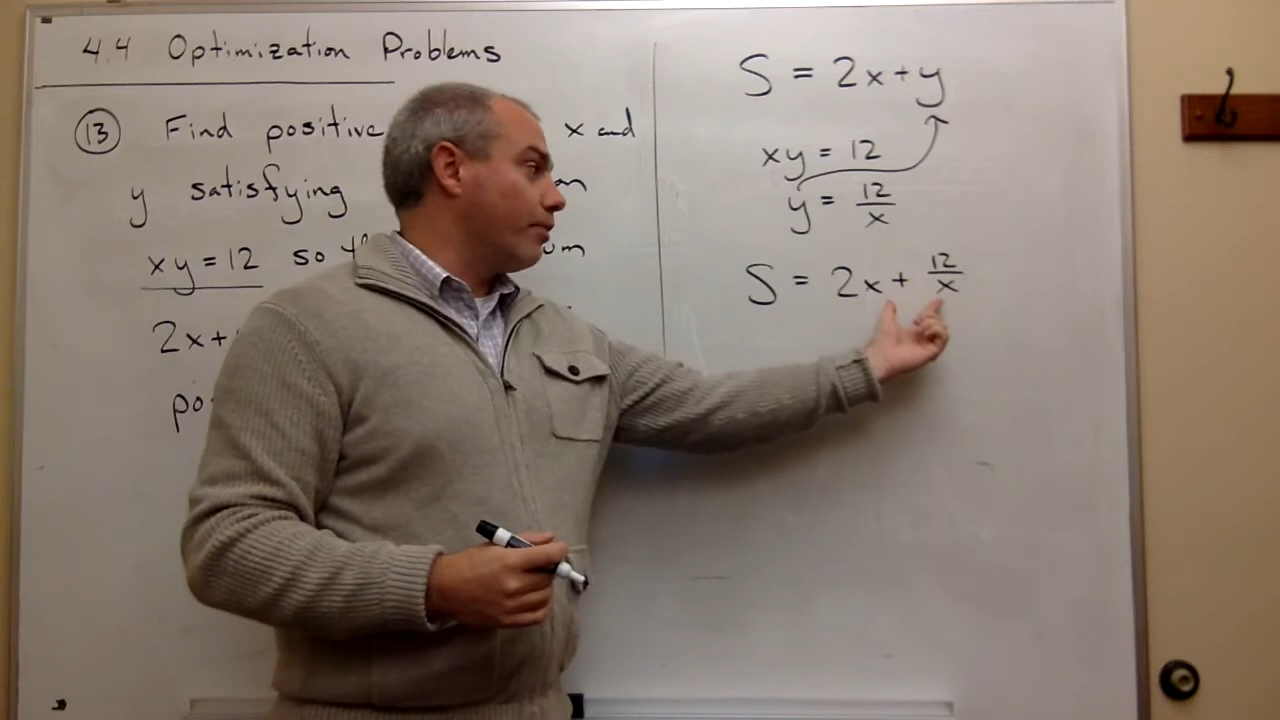 4.4 Optimization Problems
13 Find positive x and
y satisfying
xy = 12 so
2x+
po
S = 2x+y
xy = 12
y = 12/x
S = 2x + 12/x